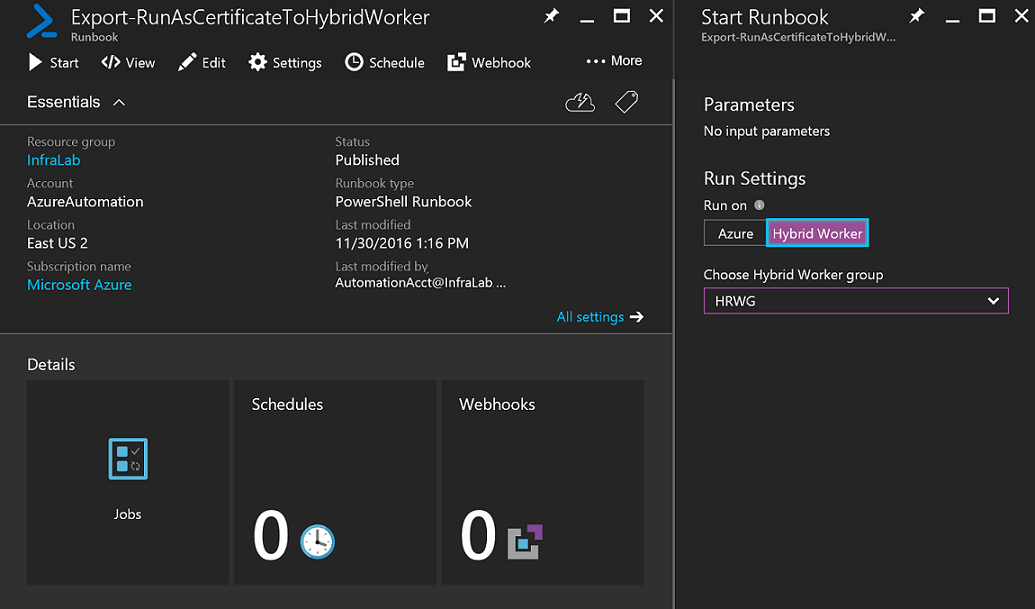 Export-RunAsCertificateToHybridWorker
Runbook
Start
View
Edit
Settings
Schedule
Webhook
More
Essentials
Resource group
InfraLab
Account
AzureAutomation
Location
East US 2
Subscription name
Microsoft Azure
Status
Published
Runbook type
PowerShell Runbook
Last modified
11/30/2016 1:16 PM
Last modified by
AutomationAcct@InfraLab ...
All settings
Details
Jobs
Schedules
0
Webhooks
0
Start Runbook
Export-RunAsCertificateToHybridW...
Parameters
No input parameters
Run Settings
Run on
Azure
Hybrid Worker
Choose Hybrid Worker group
HRWG